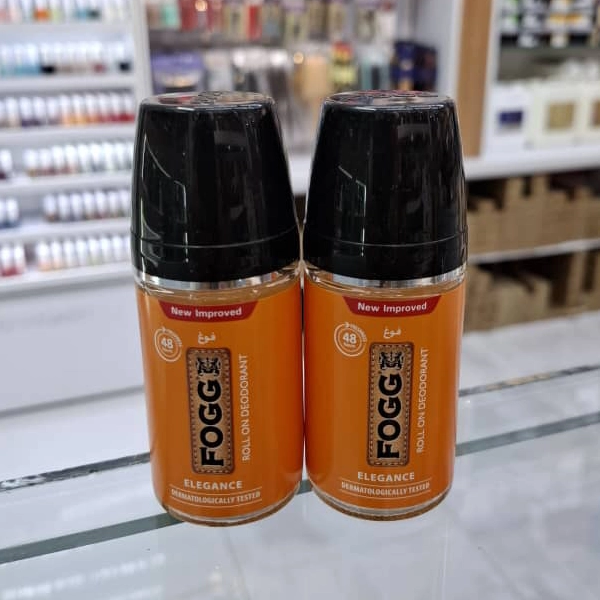 New Improved
فوغ
48
FOGG
ROLL ON DEODORANT
ELEGANCE
DERMATOLOGICALLY TESTED
New Improved
فوغ
48
FOGG
ROLL ON DEODORANT
ELEGANCE
DERMATOLOGICALLY TESTED